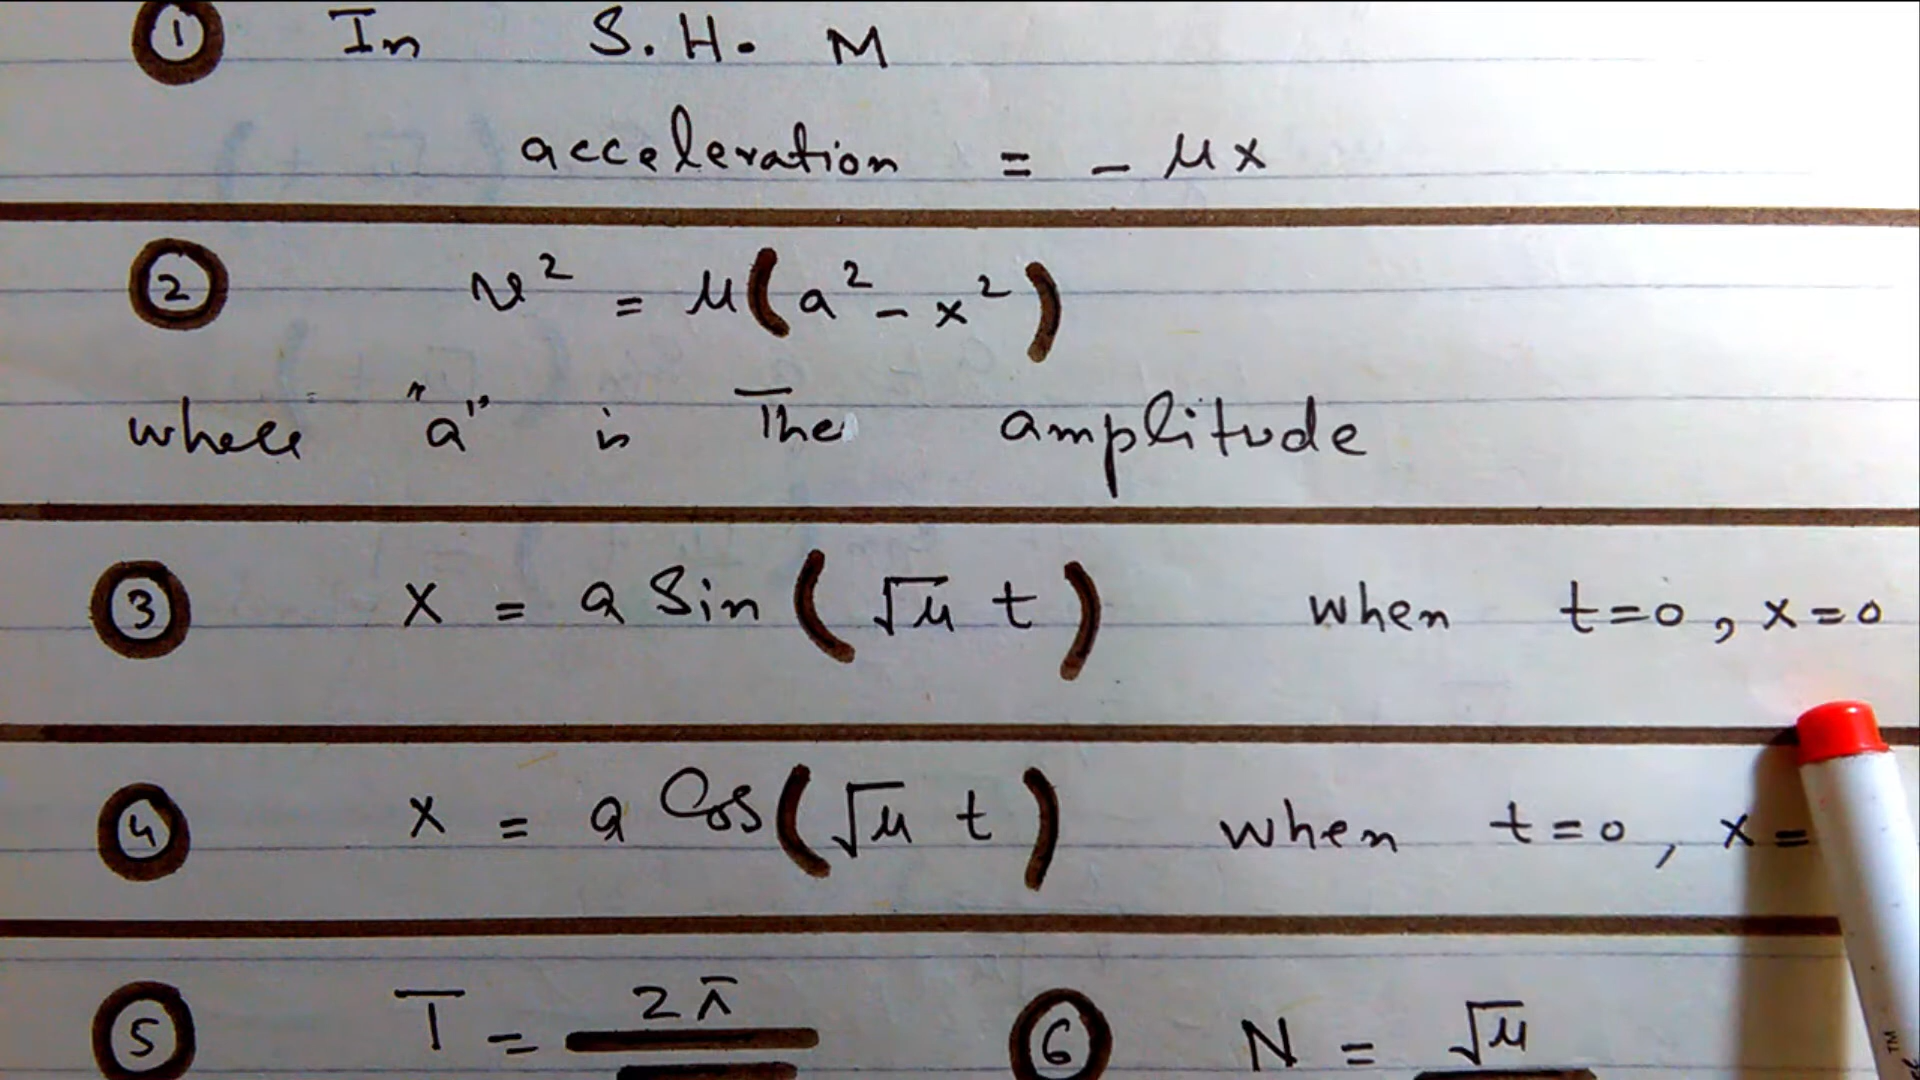 ① In S.H.M
acceleration = - μx
② v² = μ(a² - x²)
where "a" is The amplitude
③ x = a Sin (√μ t) when t=0, x=0
④ x = a Cos (√μ t) when t=0, x=
⑤ T = 2π
⑥ N = √μ
TM